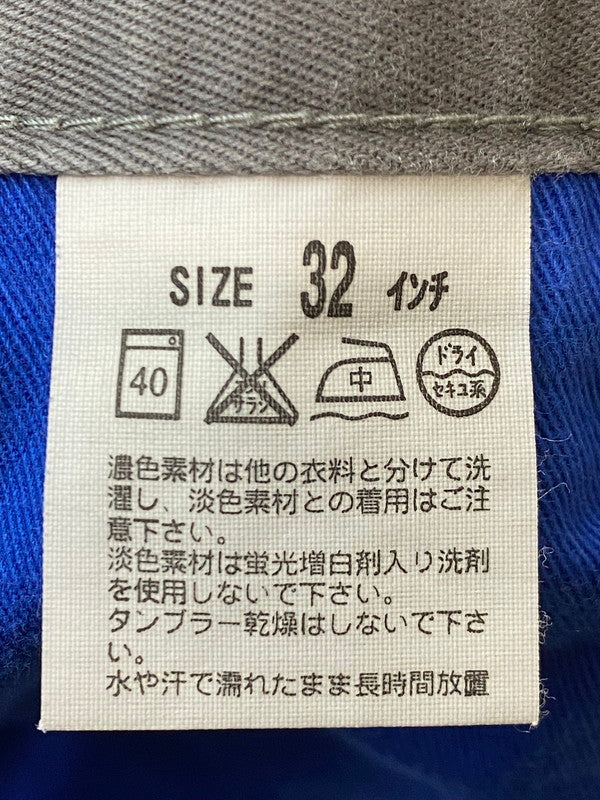 SIZE 32 インチ
40 サラシ 中 ドライ
セキユ系
濃色素材は他の衣料と分けて洗
濯し、淡色素材との着用はご注
意下さい。
淡色素材は蛍光増白剤入り洗剤
を使用しないで下さい。
タンブラー乾燥はしないで下さ
い。
水や汗で濡れたまま長時間放置